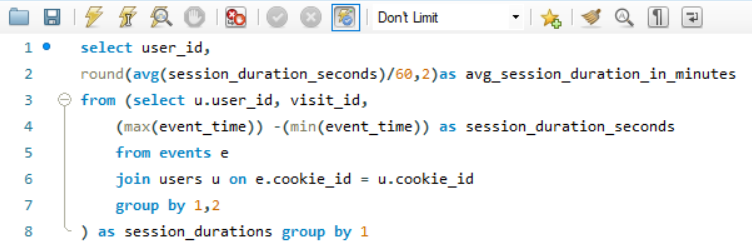 Don't Limit
1 select user_id,
2 round(avg(session_duration_seconds)/60,2)as avg_session_duration_in_minutes
3 from (select u.user_id, visit_id,
4 (max(event_time)) -(min(event_time)) as session_duration_seconds
5 from events e
6 join users u on e.cookie_id = u.cookie_id
7 group by 1,2
8 ) as session_durations group by 1